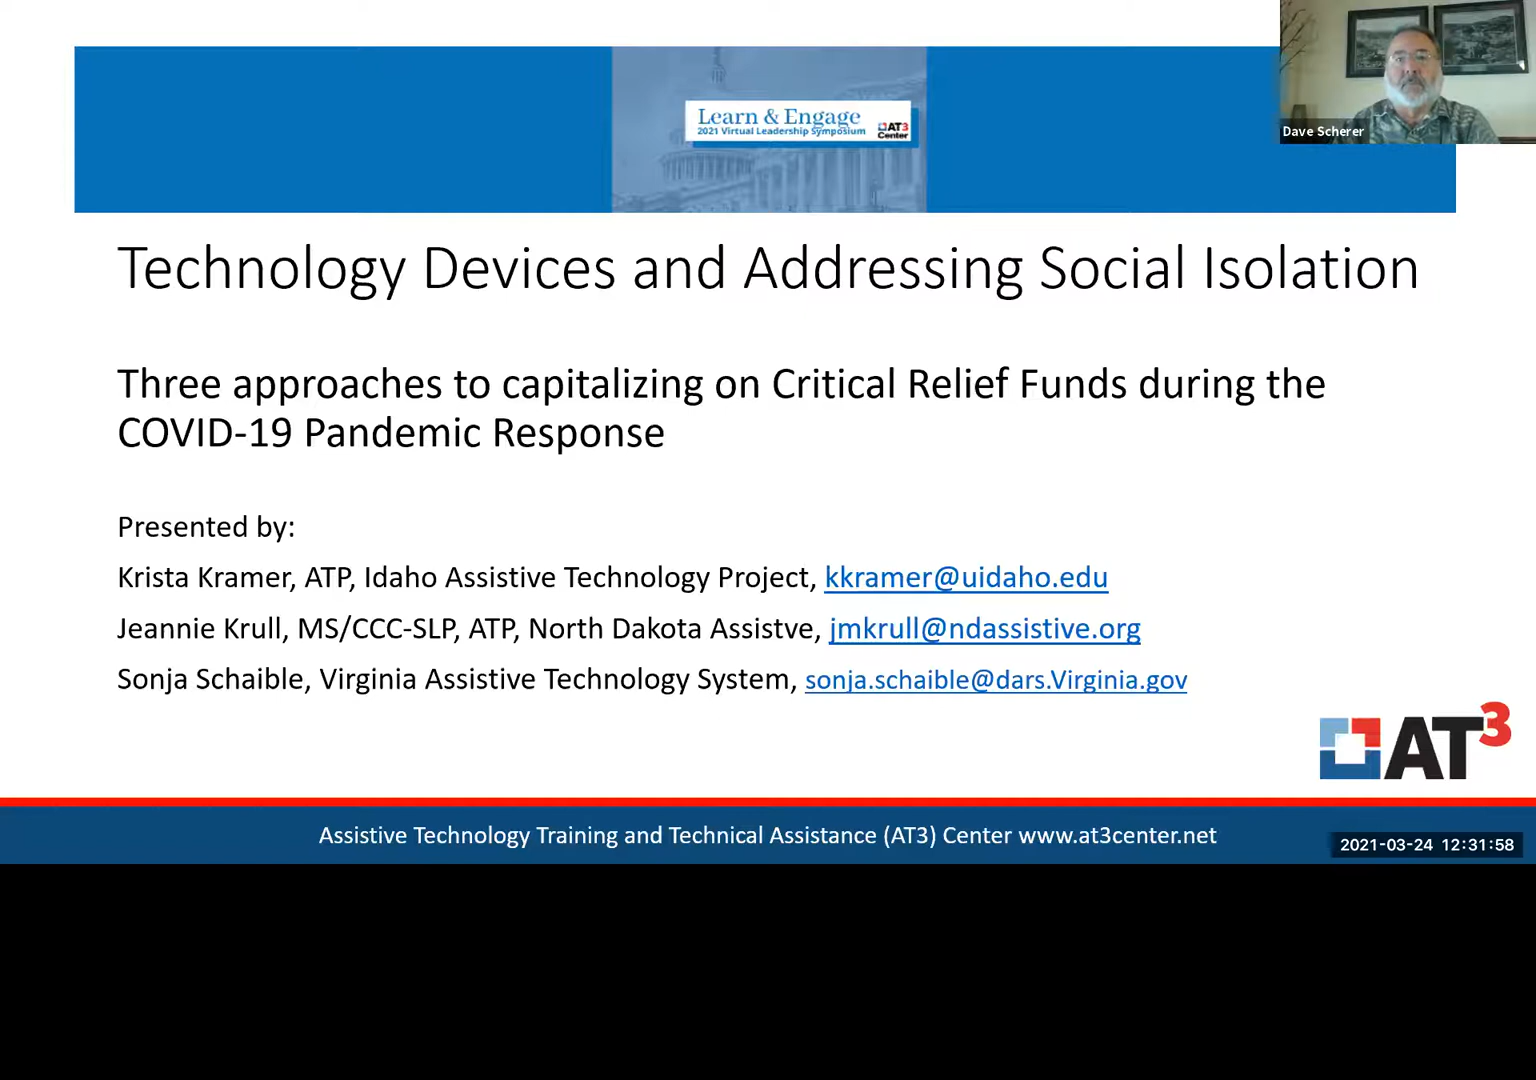 Learn & Engage
2021 Virtual Leadership Symposium
AT3
Center
Dave Scherer
Technology Devices and Addressing Social Isolation
Three approaches to capitalizing on Critical Relief Funds during the
COVID-19 Pandemic Response
Presented by:
Krista Kramer, ATP, Idaho Assistive Technology Project, kkramer@uidaho.edu
Jeannie Krull, MS/CCC-SLP, ATP, North Dakota Assistve, jmkrull@ndassistive.org
Sonja Schaible, Virginia Assistive Technology System, sonja.schaible@dars.Virginia.gov
AT3
Assistive Technology Training and Technical Assistance (AT3) Center www.at3center.net
2021-03-24 12:31:58